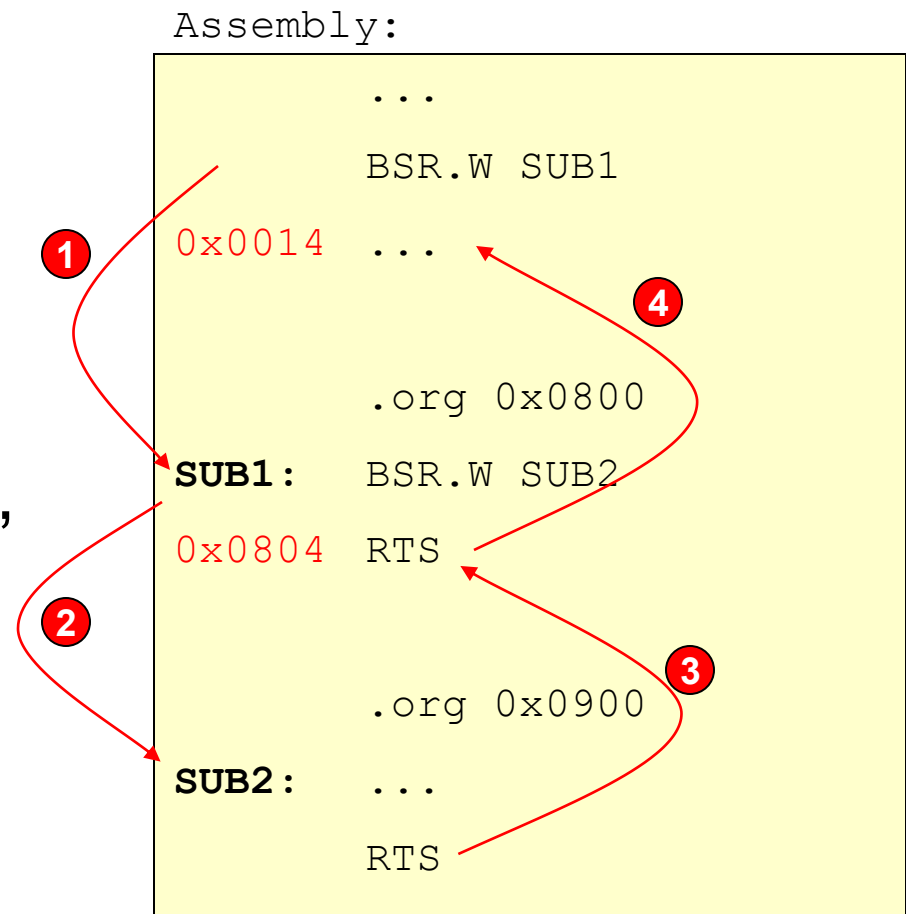 Assembly:
...
BSR.W SUB1
1
0x0014 ...
4
.org 0x0800
SUB1: BSR.W SUB2
,
0x0804 RTS
2
3
.org 0x0900
SUB2: ...
RTS